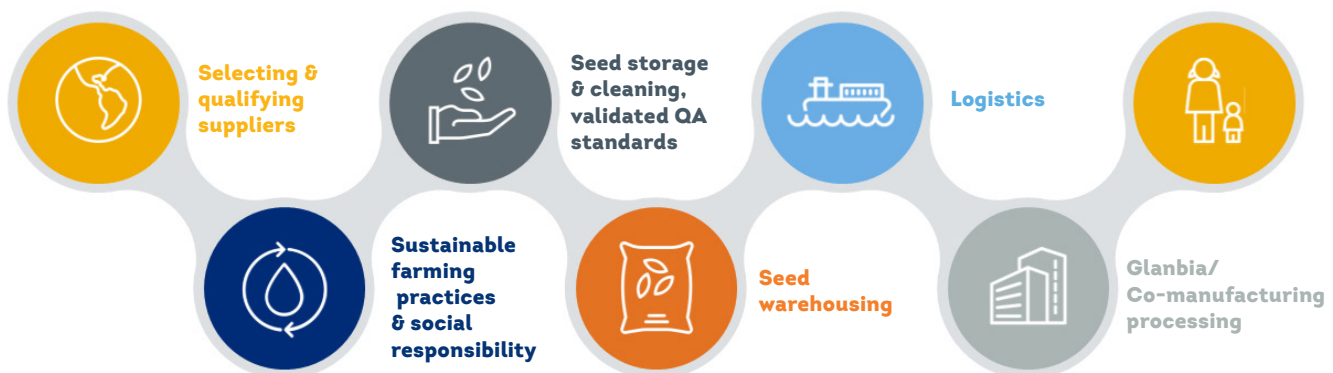 Selecting &
qualifying
suppliers
Sustainable
farming
practices
& social
responsibility
Seed storage
& cleaning,
validated QA
standards
Seed
warehousing
Logistics
Glanbia/
Co-manufacturing
processing